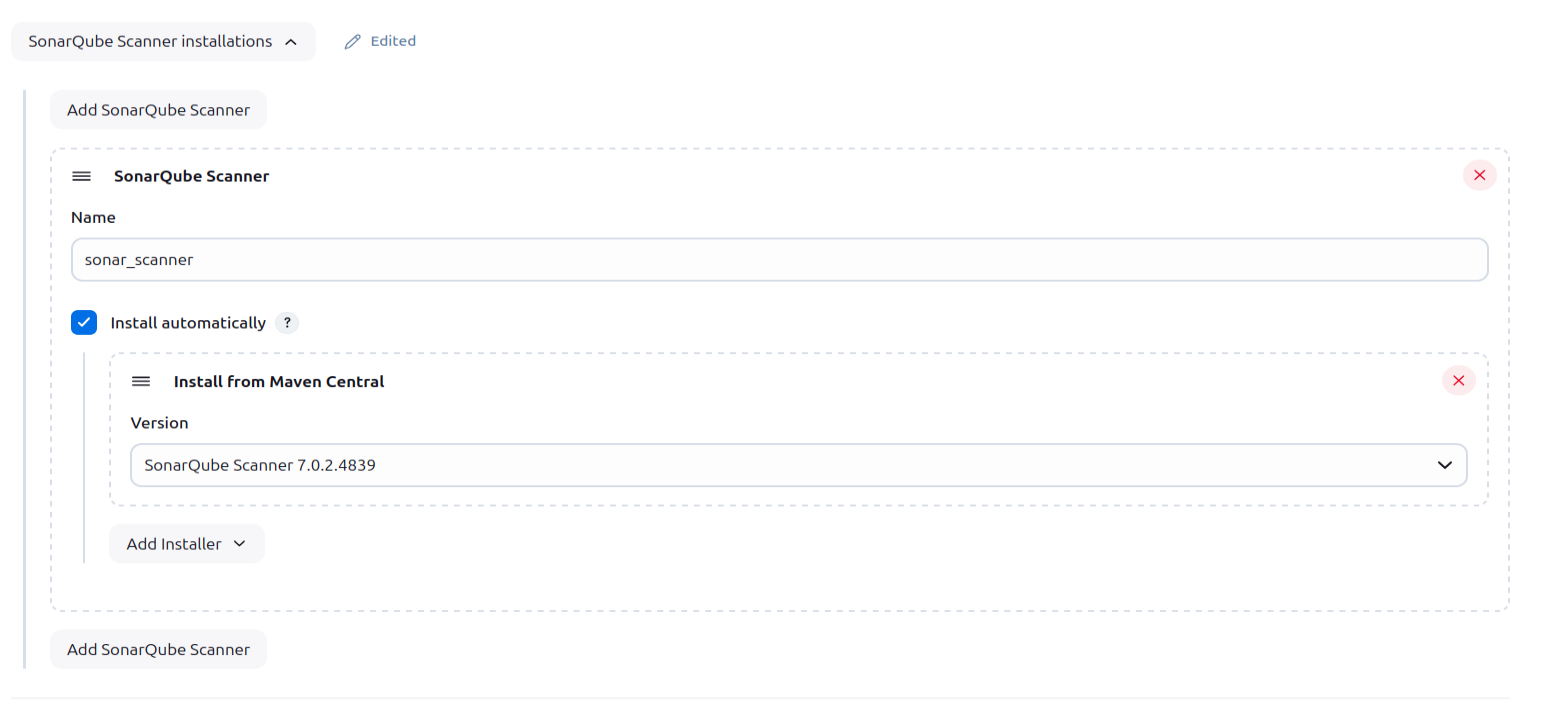 SonarQube Scanner installations
Edited
Add SonarQube Scanner
SonarQube Scanner
Name
sonar_scanner
Install automatically ?
Install from Maven Central
Version
SonarQube Scanner 7.0.2.4839
Add Installer
Add SonarQube Scanner